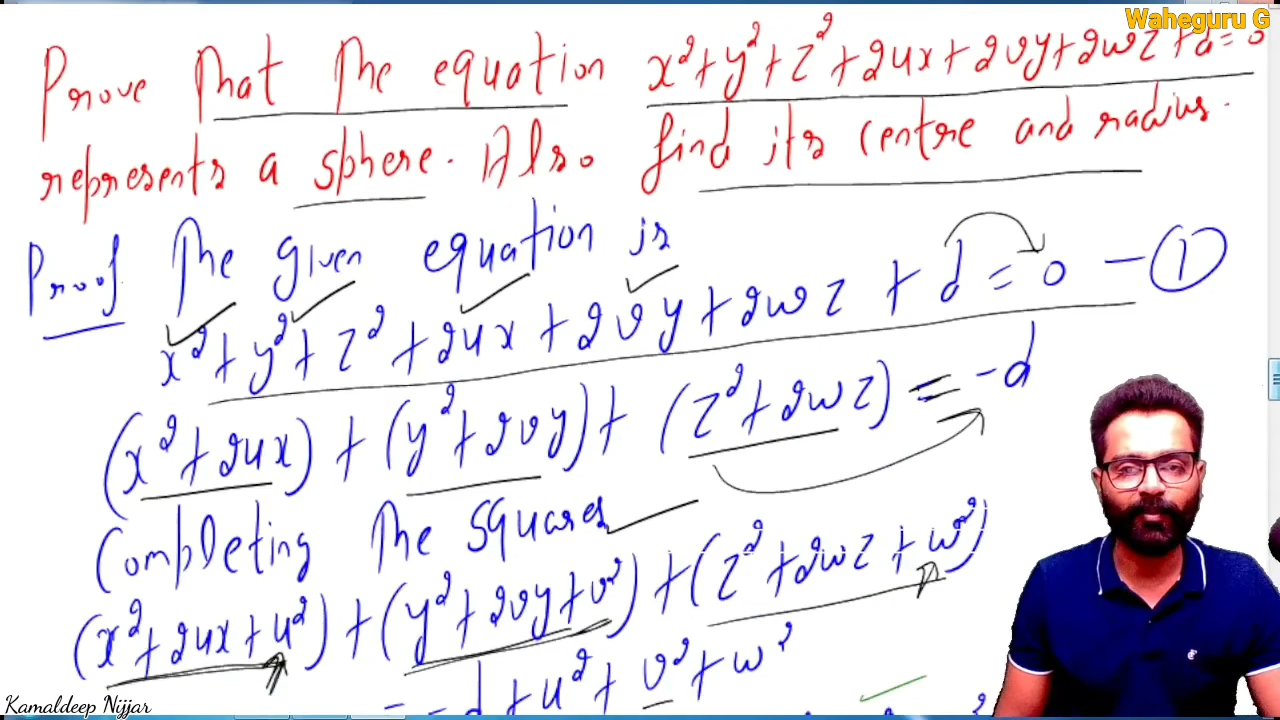 Waheguru G
Prove That The equation x²+y²+z²+2ux+2vy+2wz+d=0
represents a sphere. Also find its centre and radius.
Proof The given equation is
x²+y²+z²+2ux+2vy+2wz+d=0 — ①
(x²+2ux)+(y²+2vy)+(z²+2wz)=-d
Completing The squares
(x²+2ux+u²)+(y²+2vy+v²)+(z²+2wz+w²)
= -d+u²+v²+w²
Kamaldeep Nijjar